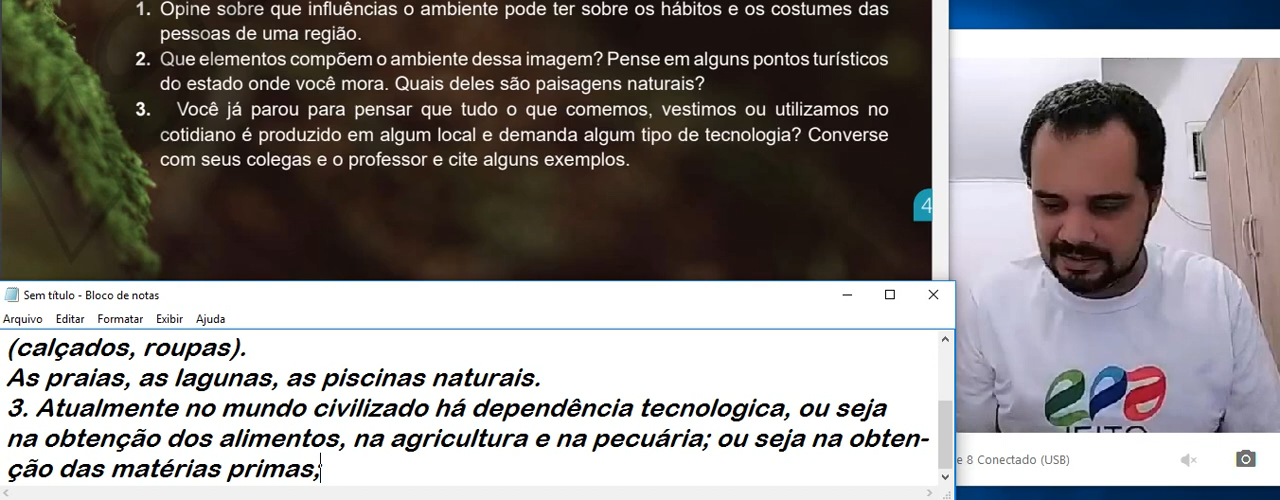 1. Opine sobre que influências o ambiente pode ter sobre os hábitos e os costumes das
pessoas de uma região.
2. Que elementos compõem o ambiente dessa imagem? Pense em alguns pontos turísticos
do estado onde você mora. Quais deles são paisagens naturais?
3. Você já parou para pensar que tudo o que comemos, vestimos ou utilizamos no
cotidiano é produzido em algum local e demanda algum tipo de tecnologia? Converse
com seus colegas e o professor e cite alguns exemplos.
4
Sem título - Bloco de notas
Arquivo Editar Formatar Exibir Ajuda
(calçados, roupas).
As praias, as lagunas, as piscinas naturais.
3. Atualmente no mundo civilizado há dependência tecnologica, ou seja
na obtenção dos alimentos, na agricultura e na pecuária; ou seja na obten-
ção das matérias primas;
epa
e 8 Conectado (USB)